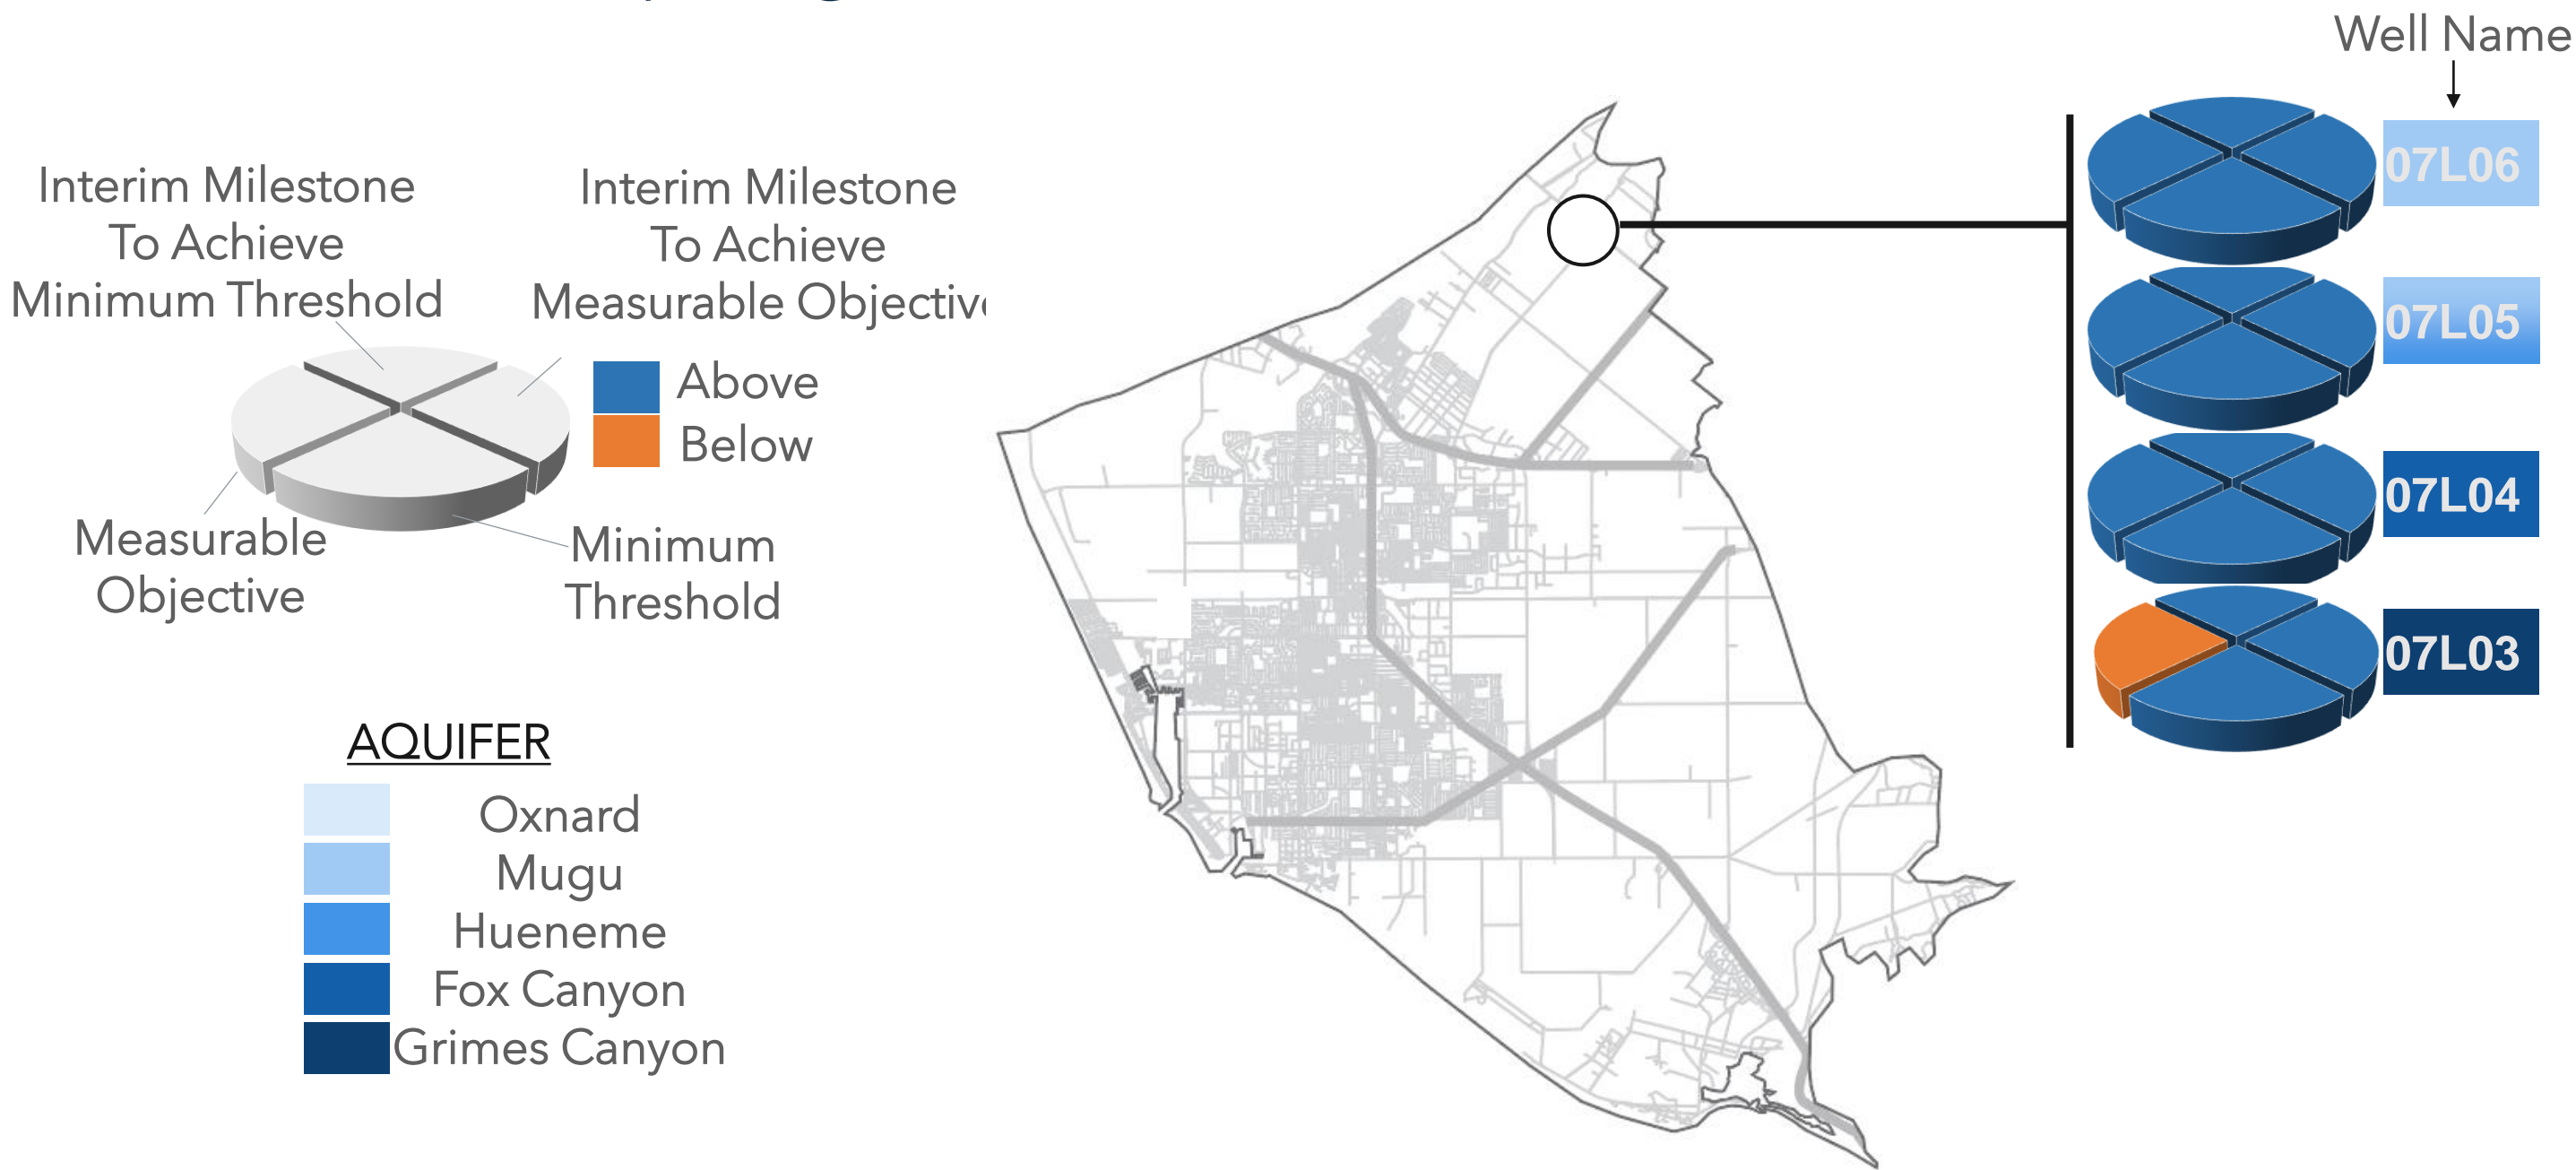 Well Name
Interim Milestone
To Achieve
Minimum Threshold
Interim Milestone
To Achieve
Measurable Objectiv
Above
Below
Measurable
Objective
Minimum
Threshold
07L06
07L05
07L04
07L03
AQUIFER
Oxnard
Mugu
Hueneme
Fox Canyon
Grimes Canyon